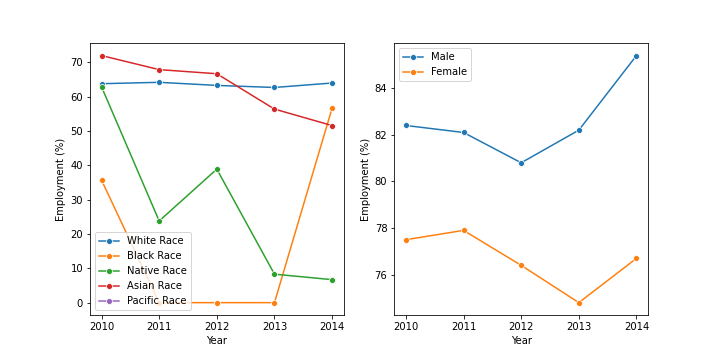 70
60
50
40
30
20
10
0
Employment (%)
White Race
Black Race
Native Race
Asian Race
Pacific Race
2010 2011 2012 2013 2014
Year
84
82
80
78
76
Employment (%)
Male
Female
2010 2011 2012 2013 2014
Year